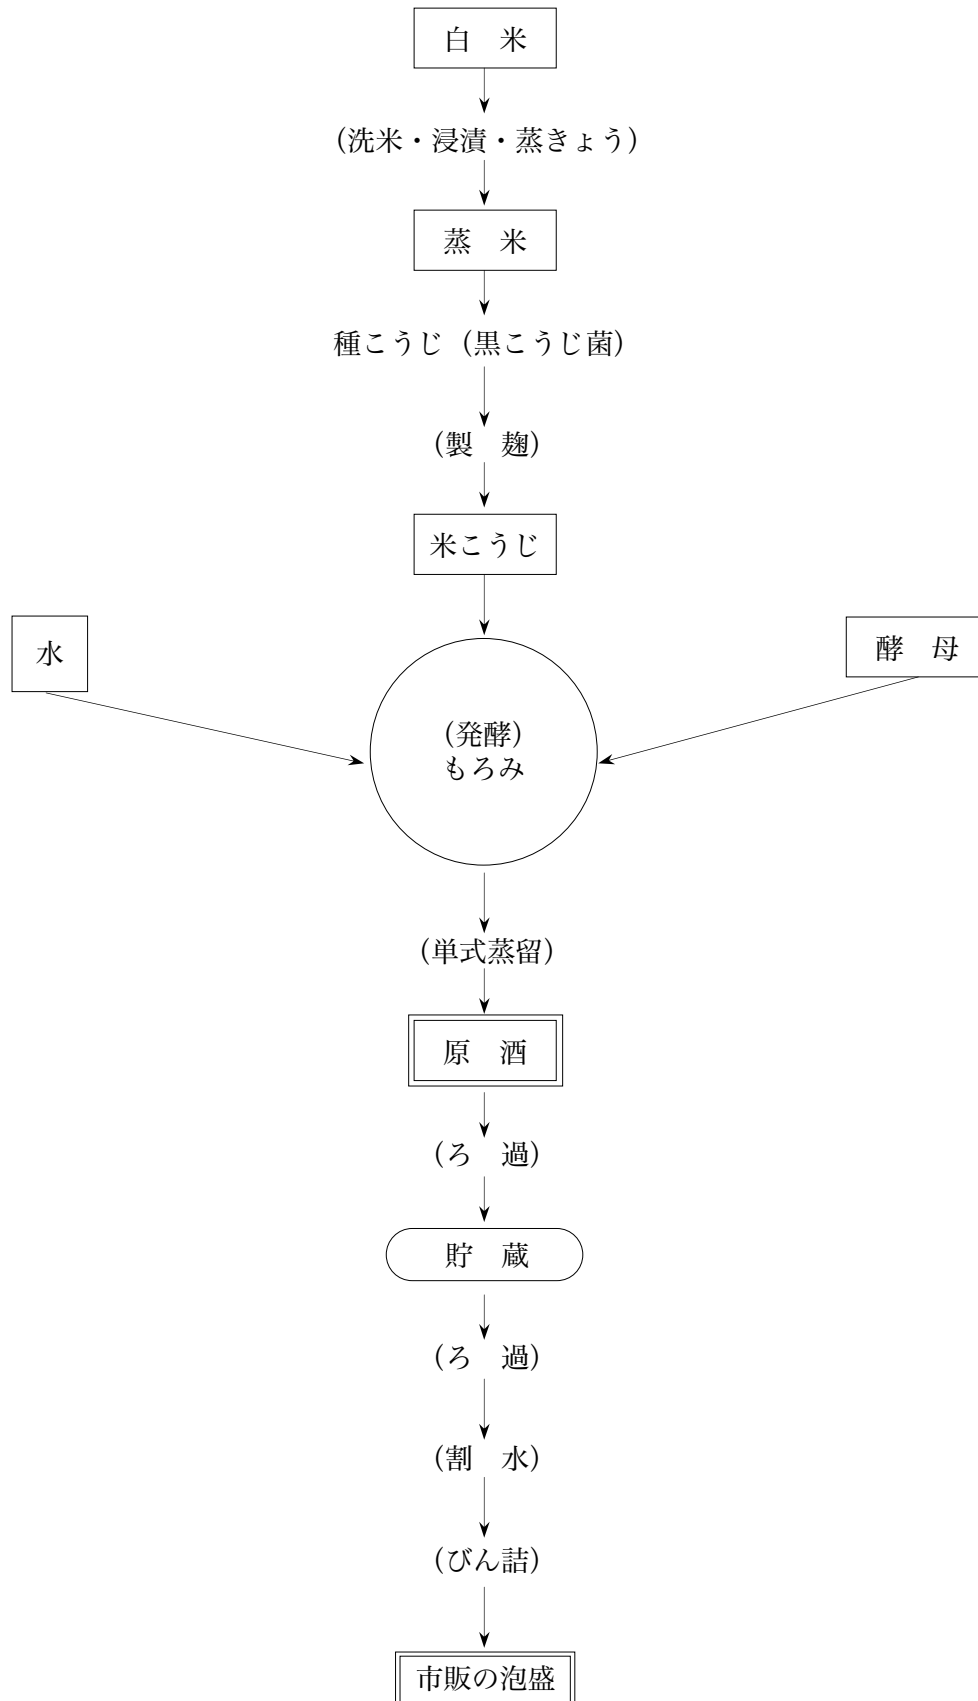 白　米
(洗米・浸漬・蒸きょう)
蒸　米
種こうじ（黒こうじ菌）
(製　麹)
米こうじ
水
酵　母
(発酵)
もろみ
(単式蒸留)
原　酒
(ろ　過)
貯　蔵
(ろ　過)
(割　水)
(びん詰)
市販の泡盛